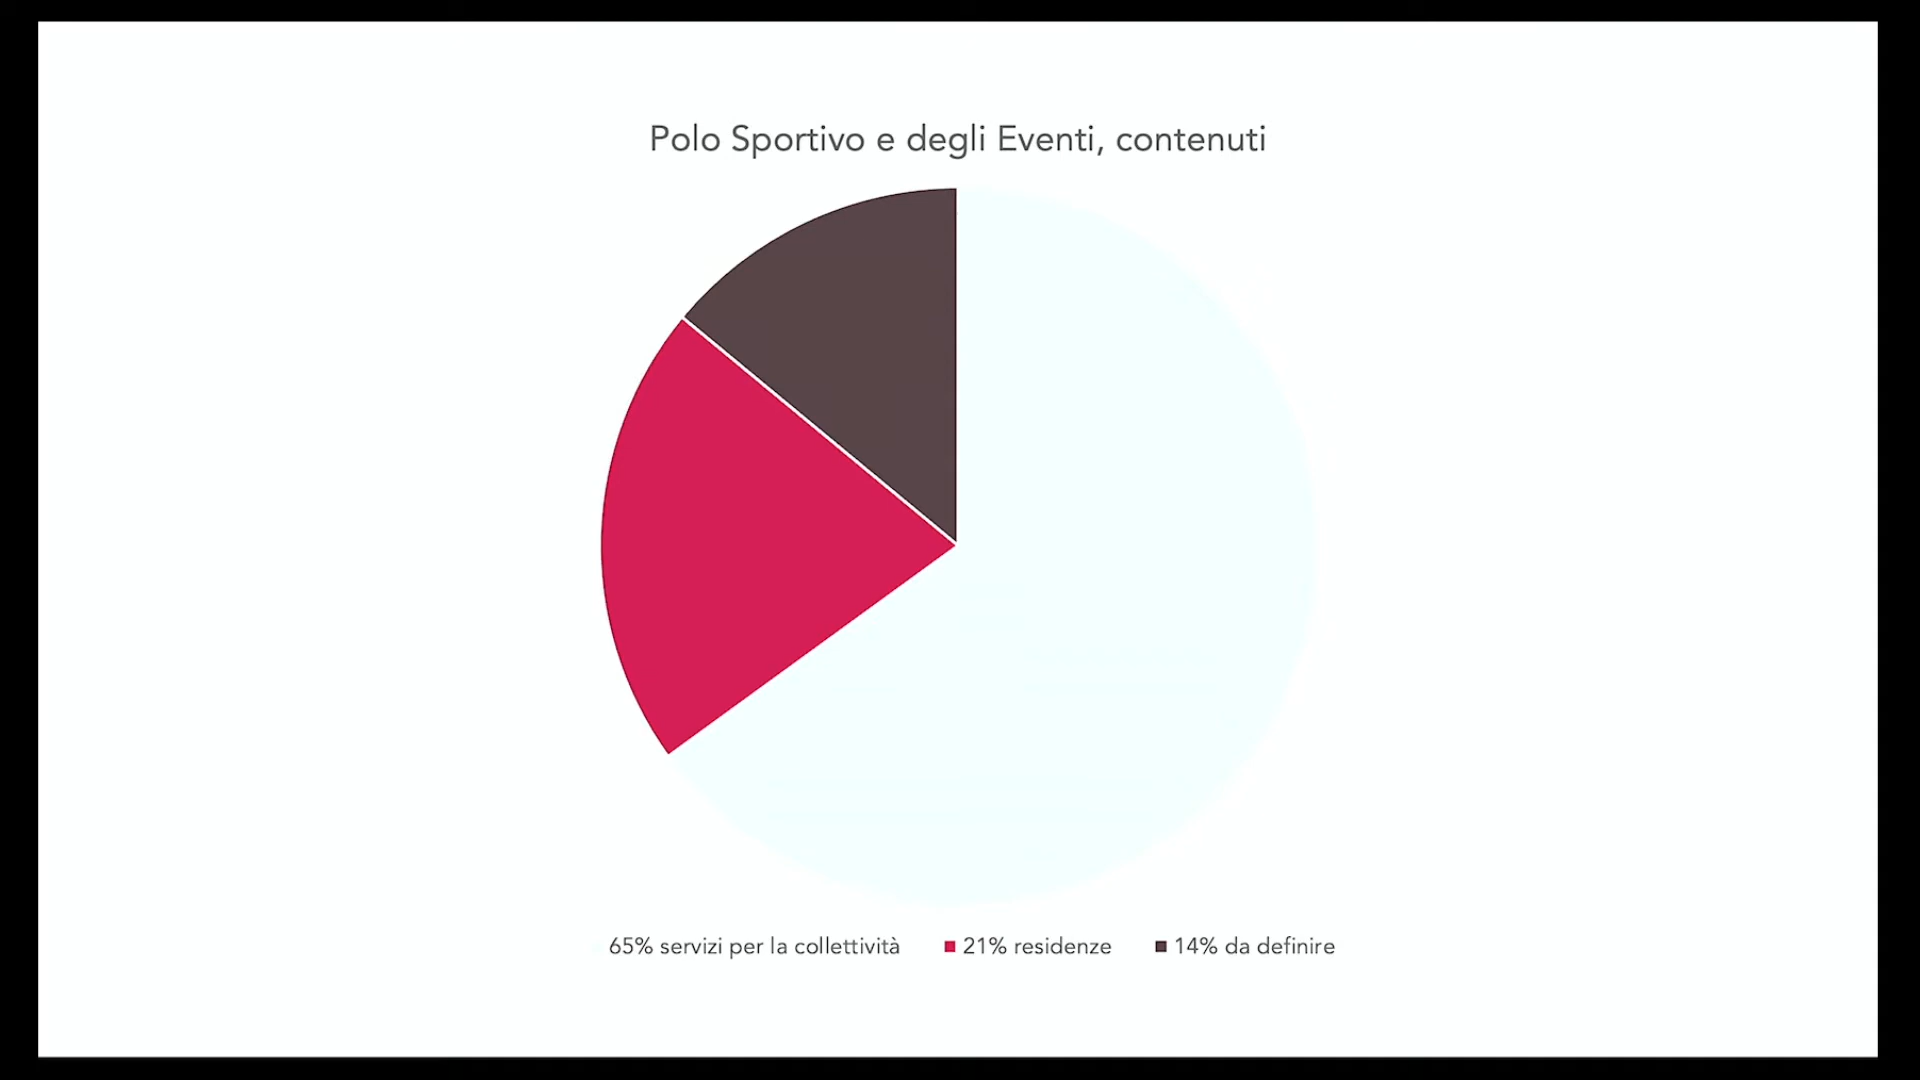 Polo Sportivo e degli Eventi, contenuti
65% servizi per la collettività 21% residenze 14% da definire